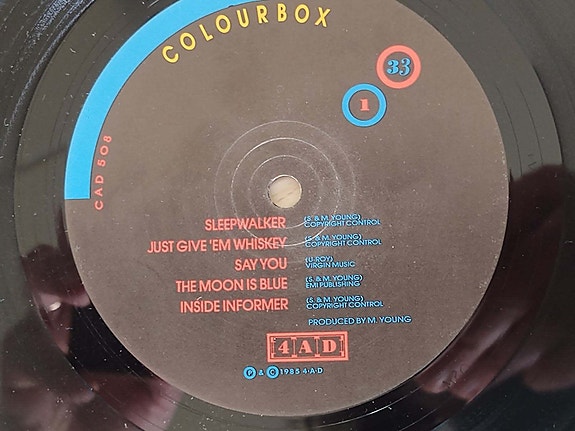 COLOURBOX
33
1
CAD 508
SLEEPWALKER (S. & M. YOUNG) COPYRIGHT CONTROL
JUST GIVE 'EM WHISKEY (S. & M. YOUNG) COPYRIGHT CONTROL
SAY YOU (U-ROY) VIRGIN MUSIC
THE MOON IS BLUE (S. & M. YOUNG) EMI PUBLISHING
INSIDE INFORMER (S. & M. YOUNG) COPYRIGHT CONTROL
PRODUCED BY M. YOUNG
4AD
Ⓟ & © 1985 4·A·D